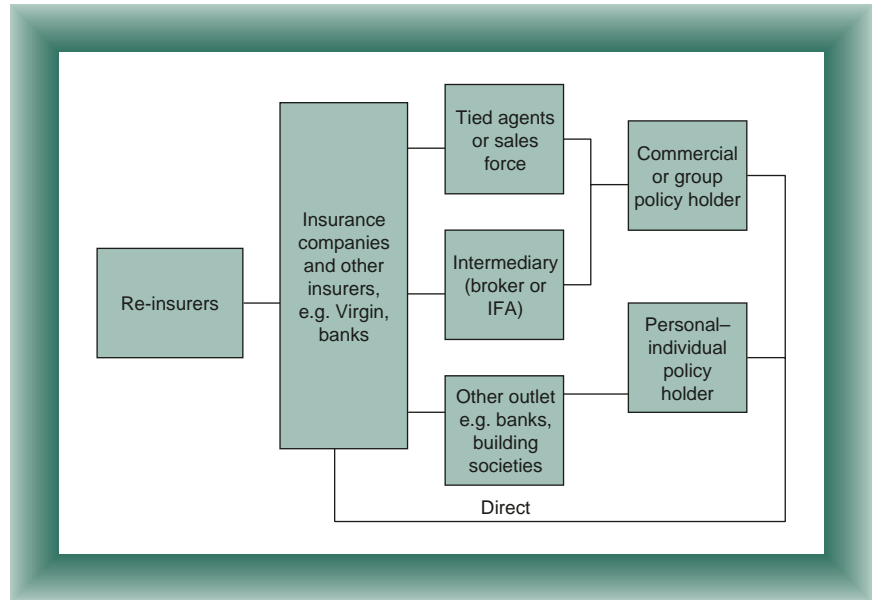 Re-insurers
Insurance
companies
and other
insurers,
e.g. Virgin,
banks
Tied agents
or sales
force
Intermediary
(broker or
IFA)
Other outlet
e.g. banks,
building
societies
Commercial
or group
policy holder
Personal–
individual
policy
holder
Direct